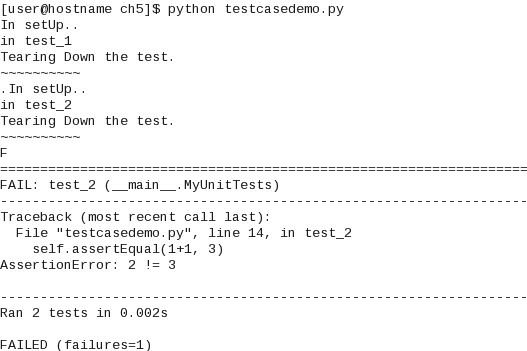 [user@hostname ch5]$ python testcasedemo.py
In setUp..
in test_1
Tearing Down the test.
~~~~~~~~~~
.In setUp..
in test_2
Tearing Down the test.
~~~~~~~~~~
F
==================================================================
FAIL: test_2 (__main__.MyUnitTests)
------------------------------------------------------------------
Traceback (most recent call last):
  File "testcasedemo.py", line 14, in test_2
    self.assertEqual(1+1, 3)
AssertionError: 2 != 3

------------------------------------------------------------------
Ran 2 tests in 0.002s

FAILED (failures=1)